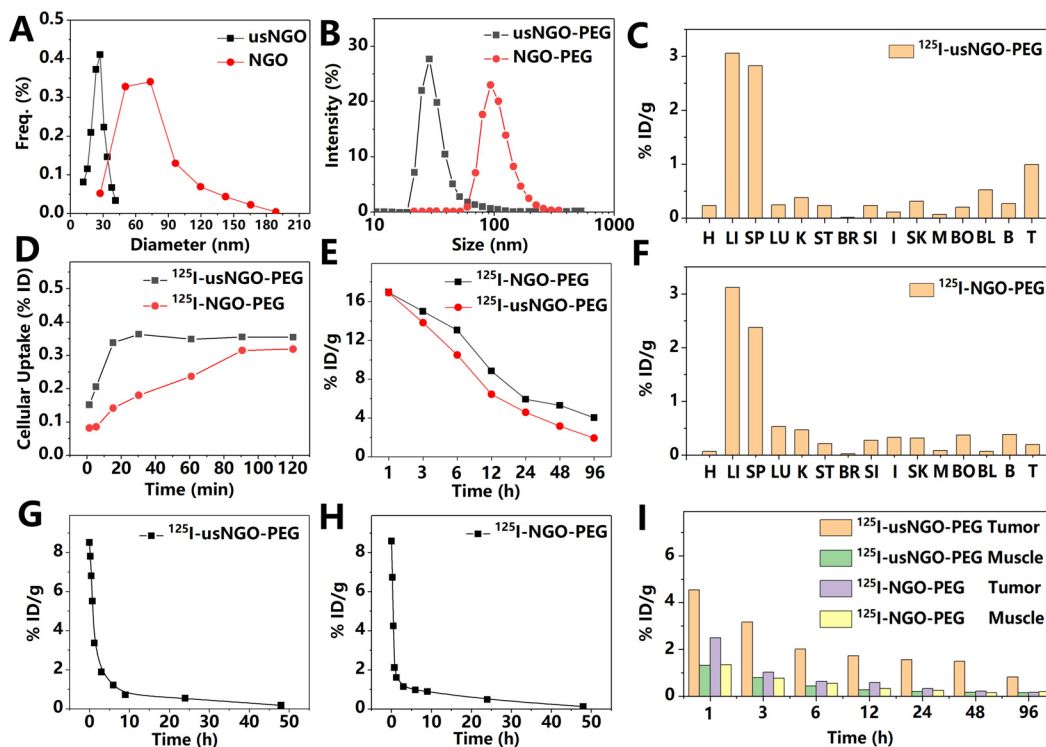 A
usNGO
NGO
0.5
0.4
0.3
0.2
0.1
0.0
Freq. (%)
0 30 60 90 120 150 180 210
Diameter (nm)
B
usNGO-PEG
NGO-PEG
30
20
10
0
Intensity (%)
10 100 1000
Size (nm)
C
¹²⁵I-usNGO-PEG
3
2
1
0
% ID/g
H LI SP LU K ST BR SI I SK M BO BL B T
D
¹²⁵I-usNGO-PEG
¹²⁵I-NGO-PEG
0.5
0.4
0.3
0.2
0.1
0.0
Cellular Uptake (% ID)
0 20 40 60 80 100 120
Time (min)
E
¹²⁵I-NGO-PEG
¹²⁵I-usNGO-PEG
16
12
8
4
0
% ID/g
1 3 6 12 24 48 96
Time (h)
F
¹²⁵I-NGO-PEG
3
2
1
0
% ID/g
H LI SP LU K ST BR SI I SK M BO BL B T
G
¹²⁵I-usNGO-PEG
8
6
4
2
0
% ID/g
0 10 20 30 40 50
Time (h)
H
¹²⁵I-NGO-PEG
8
6
4
2
0
% ID/g
0 10 20 30 40 50
Time (h)
I
¹²⁵I-usNGO-PEG Tumor
¹²⁵I-usNGO-PEG Muscle
¹²⁵I-NGO-PEG Tumor
¹²⁵I-NGO-PEG Muscle
6
4
2
0
% ID/g
1 3 6 12 24 48 96
Time (h)